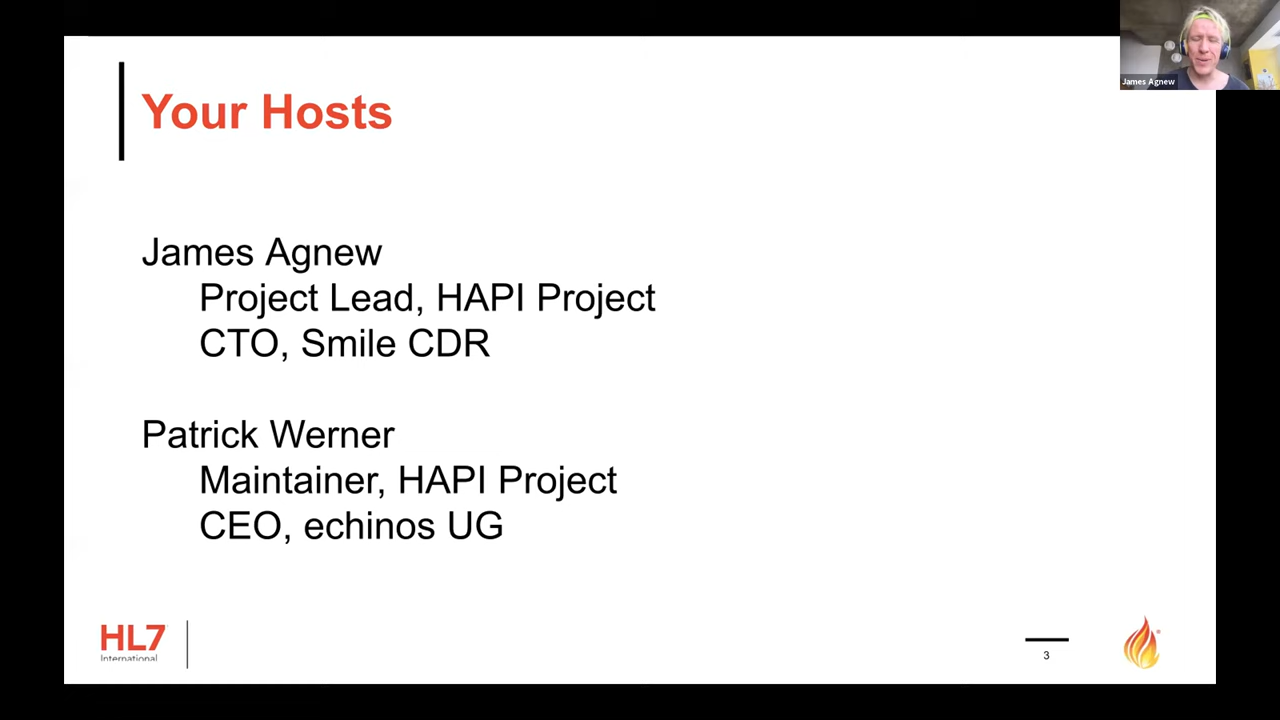 James Agnew
Your Hosts
James Agnew
Project Lead, HAPI Project
CTO, Smile CDR
Patrick Werner
Maintainer, HAPI Project
CEO, echinos UG
HL7
International
3